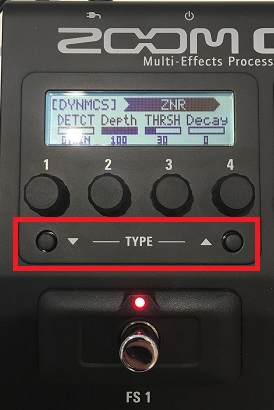 ZOOM G
Multi-Effects Process
[DYNMCS] ZNR
DETCT Depth THRSH Decay
100 30 0
1 2 3 4
▼ — TYPE — ▲
FS 1